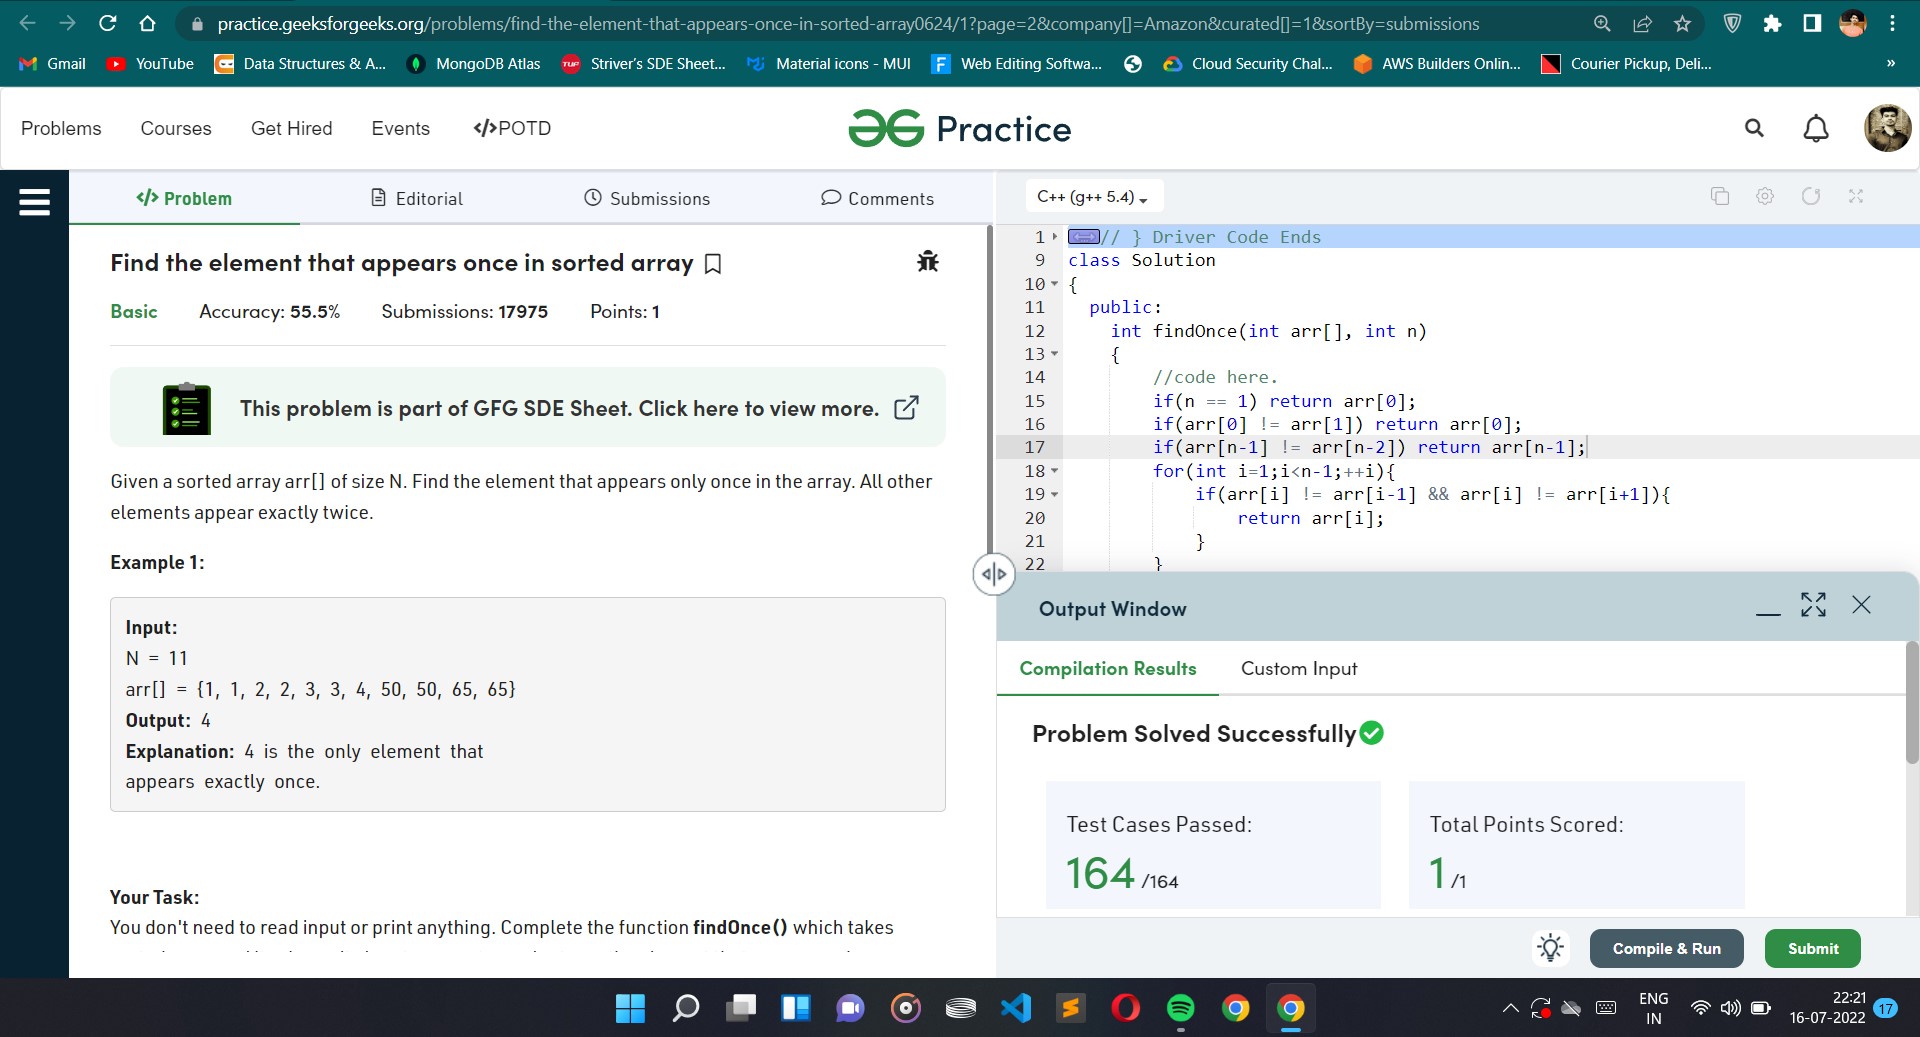 practice.geeksforgeeks.org/problems/find-the-element-that-appears-once-in-sorted-array0624/1?page=2&company[]=Amazon&curated[]=1&sortBy=submissions
Gmail YouTube Data Structures & A... MongoDB Atlas TUF Striver's SDE Sheet... Material icons - MUI F Web Editing Softwa... Cloud Security Chal... AWS Builders Onlin... Courier Pickup, Deli... »
Problems Courses Get Hired Events </>POTD Practice
</> Problem Editorial Submissions Comments
Find the element that appears once in sorted array
Basic Accuracy: 55.5% Submissions: 17975 Points: 1
This problem is part of GFG SDE Sheet. Click here to view more.
Given a sorted array arr[] of size N. Find the element that appears only once in the array. All other
elements appear exactly twice.
Example 1:
Input:
N = 11
arr[] = {1, 1, 2, 2, 3, 3, 4, 50, 50, 65, 65}
Output: 4
Explanation: 4 is the only element that
appears exactly once.
Your Task:
You don't need to read input or print anything. Complete the function findOnce() which takes
C++ (g++ 5.4)
1 // } Driver Code Ends
9 class Solution
10 {
11 public:
12 int findOnce(int arr[], int n)
13 {
14 //code here.
15 if(n == 1) return arr[0];
16 if(arr[0] != arr[1]) return arr[0];
17 if(arr[n-1] != arr[n-2]) return arr[n-1];
18 for(int i=1;i<n-1;++i){
19 if(arr[i] != arr[i-1] && arr[i] != arr[i+1]){
20 return arr[i];
21 }
22 }
Output Window
Compilation Results Custom Input
Problem Solved Successfully
Test Cases Passed:
164 /164
Total Points Scored:
1 /1
Compile & Run Submit
ENG
IN
22:21
16-07-2022
17